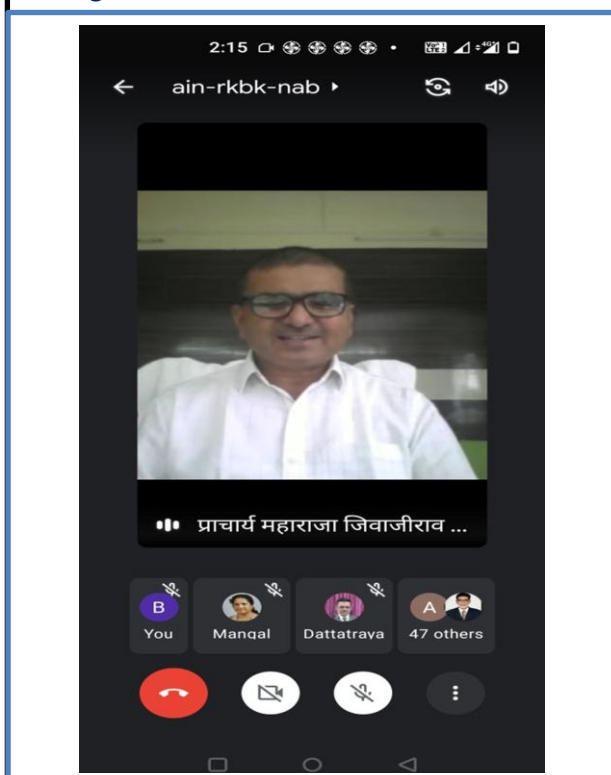 2:15
ain-rkbk-nab
प्राचार्य महाराजा जिवाजीराव ...
B
A
You
Mangal
Dattatraya
47 others